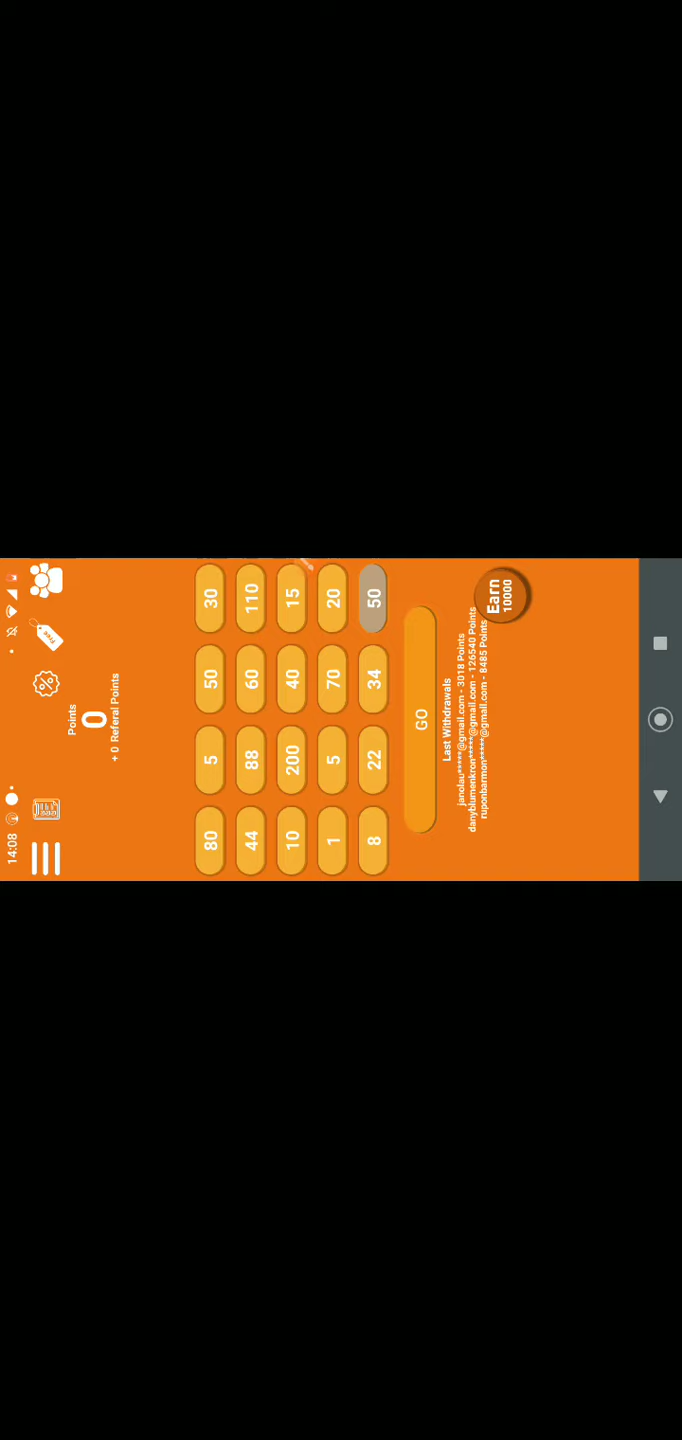 14:08
Free
Points
0
+ 0 Referal Points
80 5 50 30
44 88 60 110
10 200 40 15
1 5 70 20
8 22 34 50
GO
Last Withdrawals
janolau*****@gmail.com - 3018 Points
danyblumenkron*****@gmail.com - 126540 Points
ruponbarmon*****@gmail.com - 8485 Points
Earn
10000